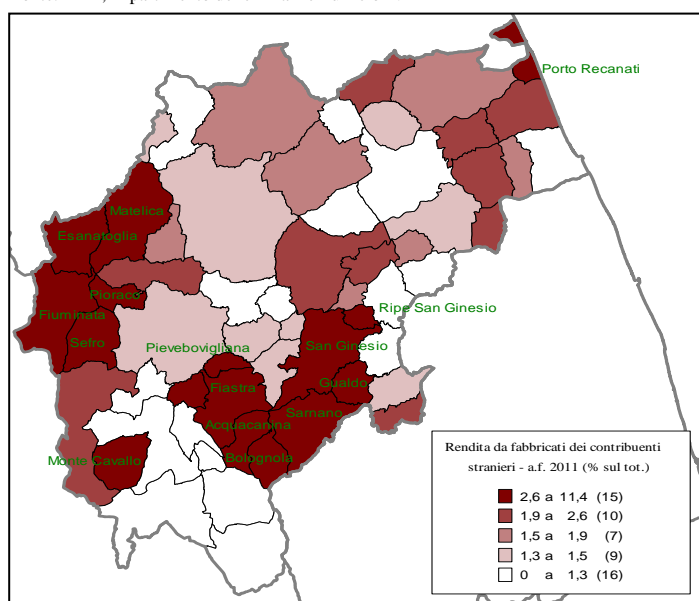 Porto Recanati
Matelica
Esanatoglia
Pioraco
Fiuminata
Ripe San Ginesio
Sefro
Pievebovigliana
San Ginesio
Fiastra
Gualdo
Sarnano
Acquacanina
Monte Cavallo
Bolognola
Rendita da fabbricati dei contribuenti
stranieri - a.f. 2011 (% sul tot.)
2,6 a 11,4 (15)
1,9 a 2,6 (10)
1,5 a 1,9 (7)
1,3 a 1,5 (9)
0 a 1,3 (16)